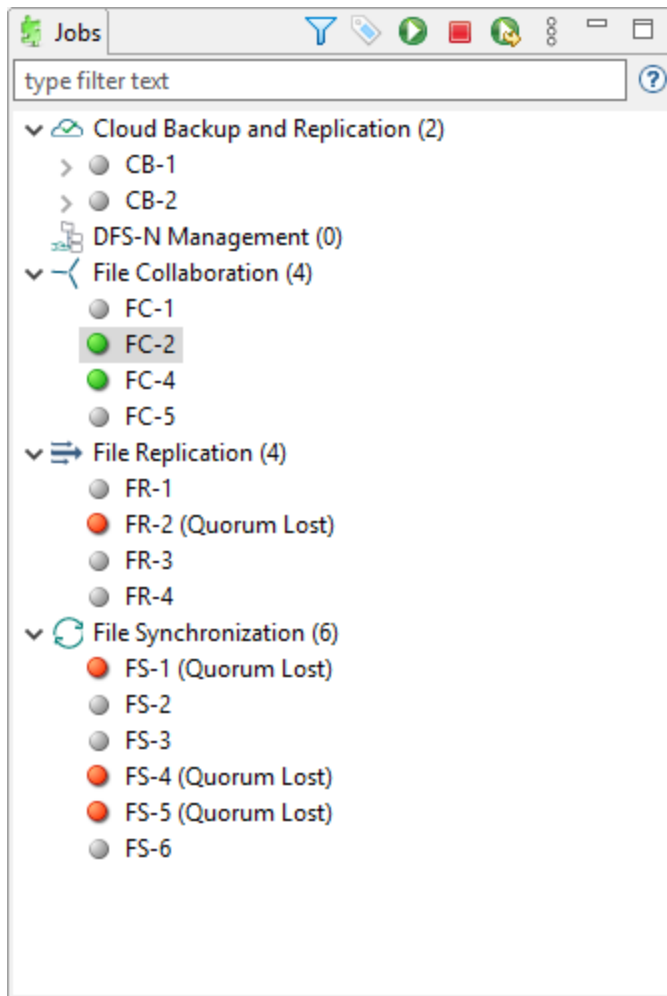 Jobs
type filter text
Cloud Backup and Replication (2)
CB-1
CB-2
DFS-N Management (0)
File Collaboration (4)
FC-1
FC-2
FC-4
FC-5
File Replication (4)
FR-1
FR-2 (Quorum Lost)
FR-3
FR-4
File Synchronization (6)
FS-1 (Quorum Lost)
FS-2
FS-3
FS-4 (Quorum Lost)
FS-5 (Quorum Lost)
FS-6